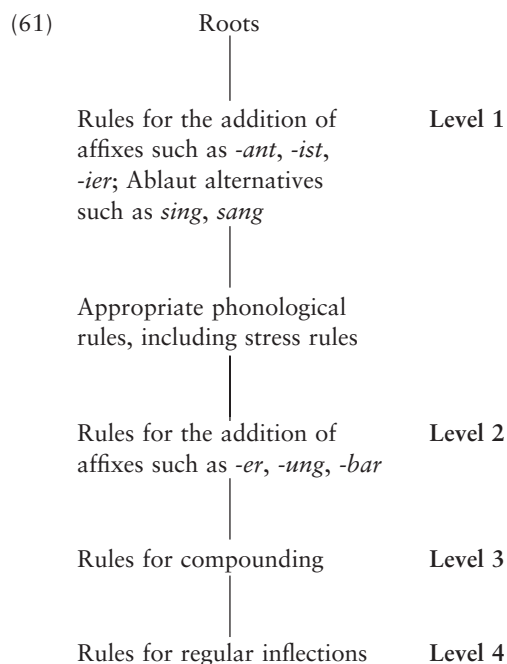 (61) Roots
Rules for the addition of Level 1
affixes such as -ant, -ist,
-ier; Ablaut alternatives
such as sing, sang
Appropriate phonological
rules, including stress rules
Rules for the addition of Level 2
affixes such as -er, -ung, -bar
Rules for compounding Level 3
Rules for regular inflections Level 4